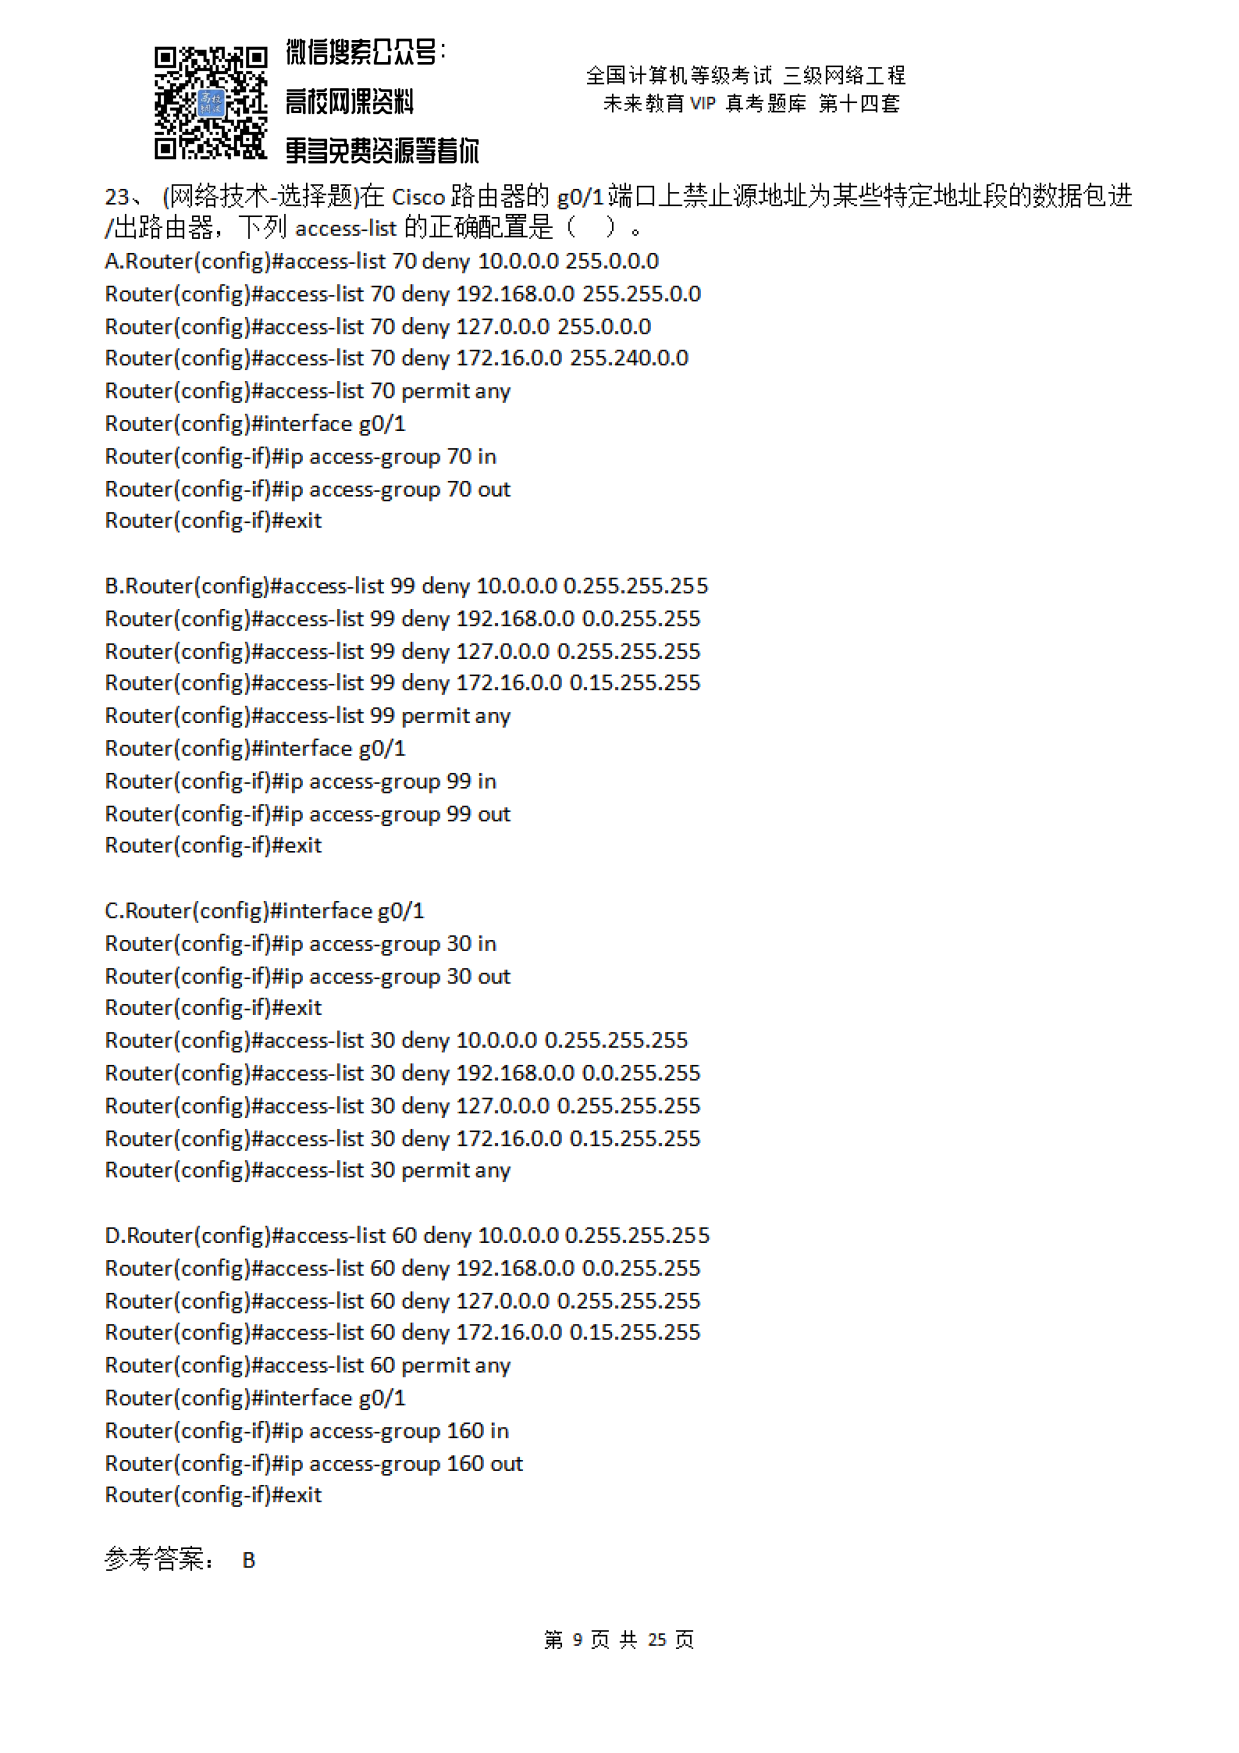 微信搜索公众号：
高校网课资料
更多免费资源等着你
高校
网课
全国计算机等级考试 三级网络工程
未来教育 VIP 真考题库 第十四套
23、 (网络技术-选择题)在 Cisco 路由器的 g0/1 端口上禁止源地址为某些特定地址段的数据包进
/出路由器，下列 access-list 的正确配置是（ ）。
A.Router(config)#access-list 70 deny 10.0.0.0 255.0.0.0
Router(config)#access-list 70 deny 192.168.0.0 255.255.0.0
Router(config)#access-list 70 deny 127.0.0.0 255.0.0.0
Router(config)#access-list 70 deny 172.16.0.0 255.240.0.0
Router(config)#access-list 70 permit any
Router(config)#interface g0/1
Router(config-if)#ip access-group 70 in
Router(config-if)#ip access-group 70 out
Router(config-if)#exit
B.Router(config)#access-list 99 deny 10.0.0.0 0.255.255.255
Router(config)#access-list 99 deny 192.168.0.0 0.0.255.255
Router(config)#access-list 99 deny 127.0.0.0 0.255.255.255
Router(config)#access-list 99 deny 172.16.0.0 0.15.255.255
Router(config)#access-list 99 permit any
Router(config)#interface g0/1
Router(config-if)#ip access-group 99 in
Router(config-if)#ip access-group 99 out
Router(config-if)#exit
C.Router(config)#interface g0/1
Router(config-if)#ip access-group 30 in
Router(config-if)#ip access-group 30 out
Router(config-if)#exit
Router(config)#access-list 30 deny 10.0.0.0 0.255.255.255
Router(config)#access-list 30 deny 192.168.0.0 0.0.255.255
Router(config)#access-list 30 deny 127.0.0.0 0.255.255.255
Router(config)#access-list 30 deny 172.16.0.0 0.15.255.255
Router(config)#access-list 30 permit any
D.Router(config)#access-list 60 deny 10.0.0.0 0.255.255.255
Router(config)#access-list 60 deny 192.168.0.0 0.0.255.255
Router(config)#access-list 60 deny 127.0.0.0 0.255.255.255
Router(config)#access-list 60 deny 172.16.0.0 0.15.255.255
Router(config)#access-list 60 permit any
Router(config)#interface g0/1
Router(config-if)#ip access-group 160 in
Router(config-if)#ip access-group 160 out
Router(config-if)#exit
参考答案： B
第 9 页 共 25 页